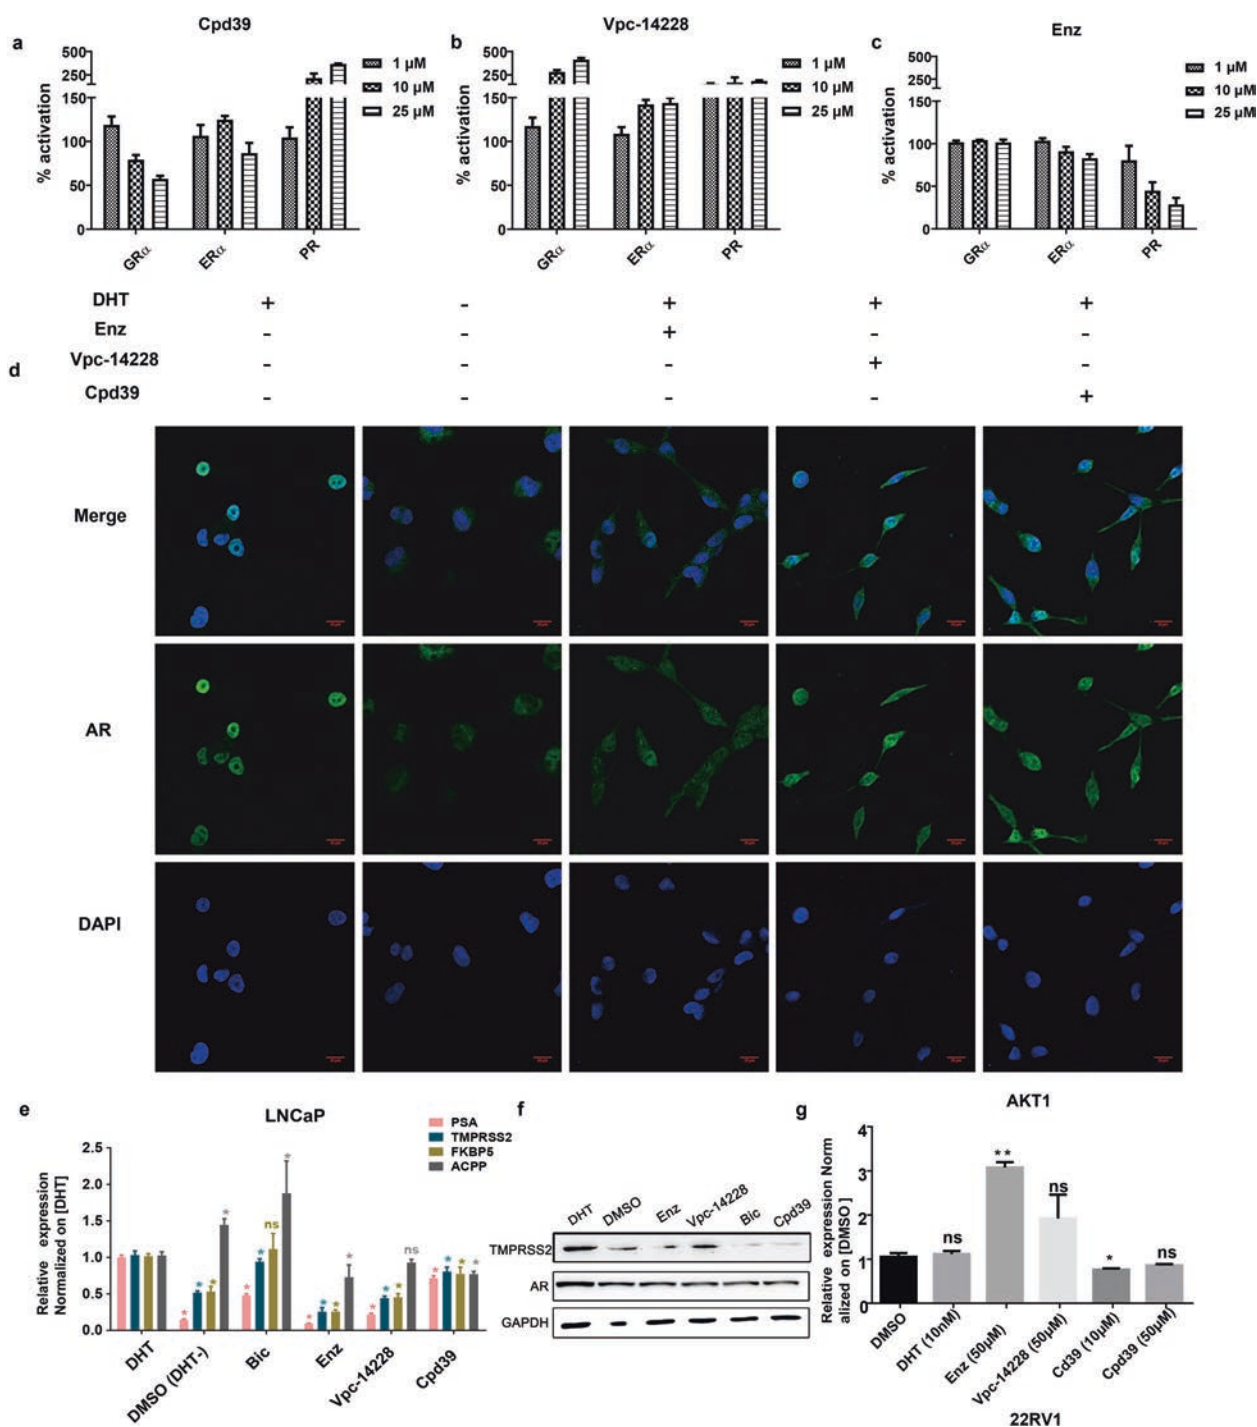 Cpd39
Vpc-14228
Enz
a
b
c
500
250
150
100
50
0
% activation
1 µM
10 µM
25 µM
GRα
ERα
PR
500
250
150
100
50
0
% activation
1 µM
10 µM
25 µM
GRα
ERα
PR
500
250
150
100
50
0
% activation
1 µM
10 µM
25 µM
GRα
ERα
PR
d
DHT + - + + +
Enz - - + - -
Vpc-14228 - - - + -
Cpd39 - - - - +
Merge
AR
DAPI
e
LNCaP
PSA
TMPRSS2
FKBP5
ACPP
Relative expression
Normalized on [DHT]
2.5
2.0
1.5
1.0
0.5
0.0
* * * *
* * ns *
* * * *
* * * ns
* * * *
DHT
DMSO (DHT-)
Bic
Enz
Vpc-14228
Cpd39
f
DHT DMSO Enz Vpc-14228 Bic Cpd39
TMPRSS2
AR
GAPDH
g
AKT1
Relative expression Norm
alized on [DMSO]
4
3
2
1
0
ns ** ns * ns
DMSO
DHT (10nM)
Enz (50µM)
Vpc-14228 (50µM)
Cd39 (10µM)
Cpd39 (50µM)
22RV1